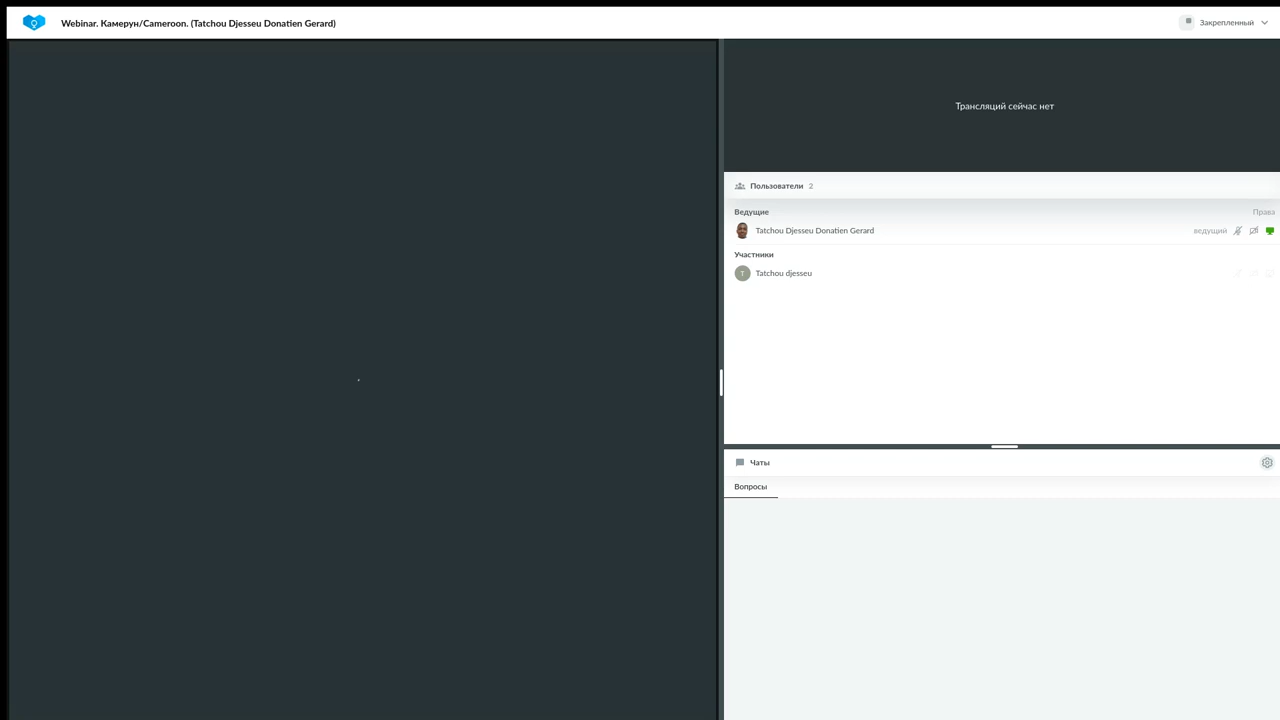 Webinar. Камерун/Cameroon. (Tatchou Djesseu Donatien Gerard)
Закрепленный
Трансляций сейчас нет
Пользователи 2
Ведущие Права
Tatchou Djesseu Donatien Gerard ведущий
Участники
T Tatchou djesseu
Чаты
Вопросы